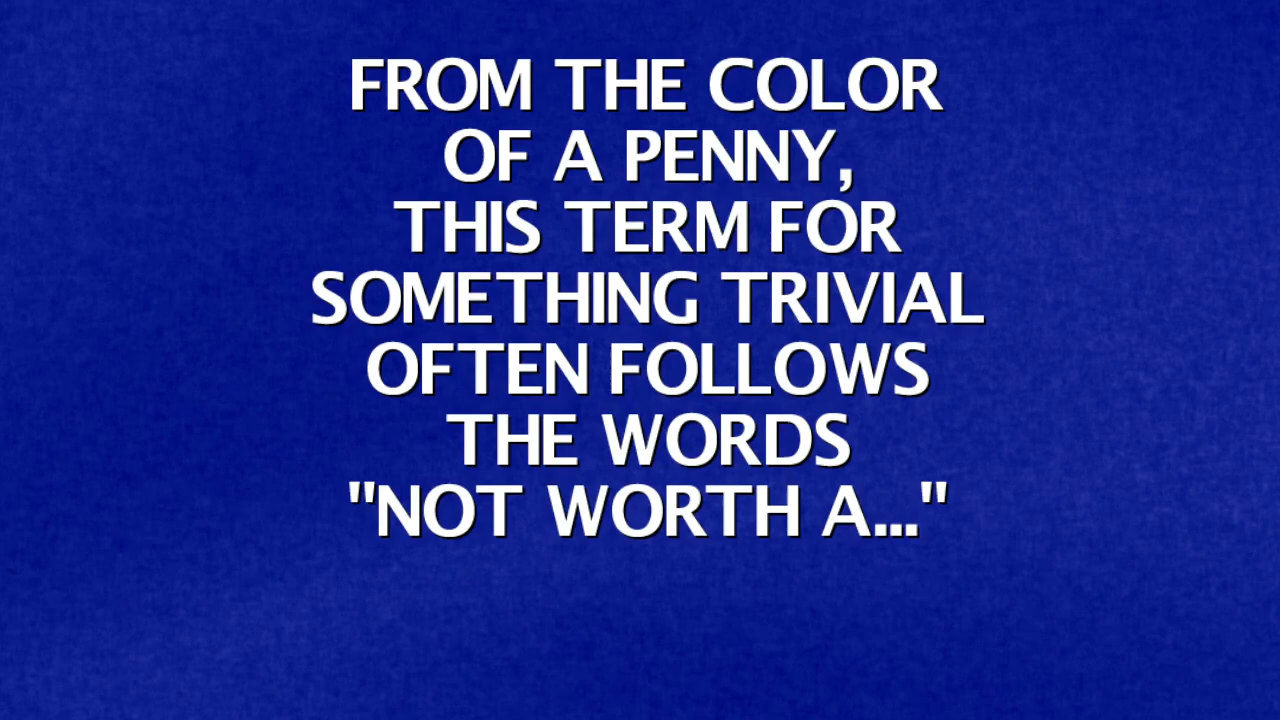 FROM THE COLOR
OF A PENNY,
THIS TERM FOR
SOMETHING TRIVIAL
OFTEN FOLLOWS
THE WORDS
"NOT WORTH A..."